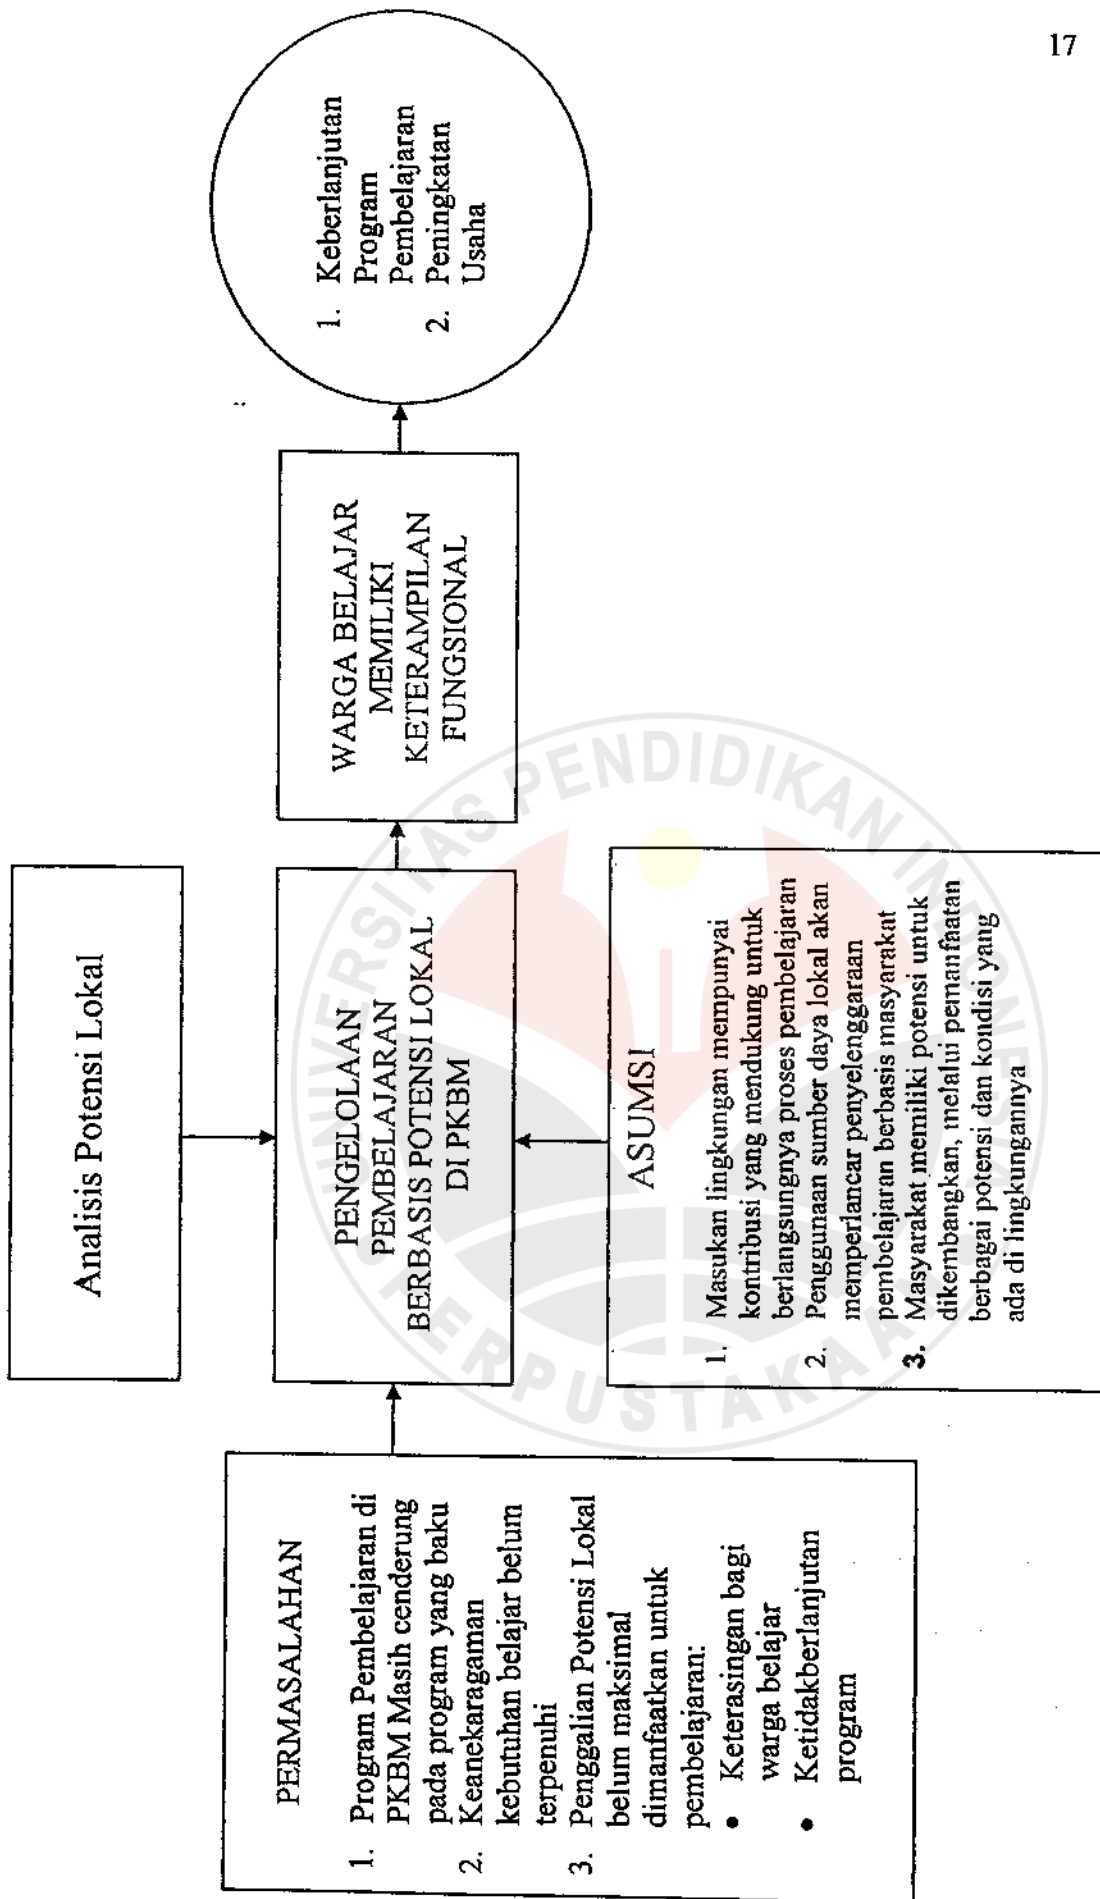 17
Analisis Potensi Lokal
PERMASALAHAN
1. Program Pembelajaran di
PKBM Masih cenderung
pada program yang baku
2. Keanekaragaman
kebutuhan belajar belum
terpenuhi
3. Penggalian Potensi Lokal
belum maksimal
dimanfaatkan untuk
pembelajaran:
• Keterasingan bagi
warga belajar
• Ketidakberlanjutan
program
PENGELOLAAN
PEMBELAJARAN
BERBASIS POTENSI LOKAL
DI PKBM
WARGA BELAJAR
MEMILIKI
KETERAMPILAN
FUNGSIONAL
1. Keberlanjutan
Program
Pembelajaran
2. Peningkatan
Usaha
ASUMSI
1. Masukan lingkungan mempunyai
kontribusi yang mendukung untuk
berlangsungnya proses pembelajaran
2. Penggunaan sumber daya lokal akan
memperlancar penyelenggaraan
pembelajaran berbasis masyarakat
3. Masyarakat memiliki potensi untuk
dikembangkan, melalui pemanfaatan
berbagai potensi dan kondisi yang
ada di lingkungannya
UNIVERSITAS PENDIDIKAN INDONESIA
PERPUSTAKAAN